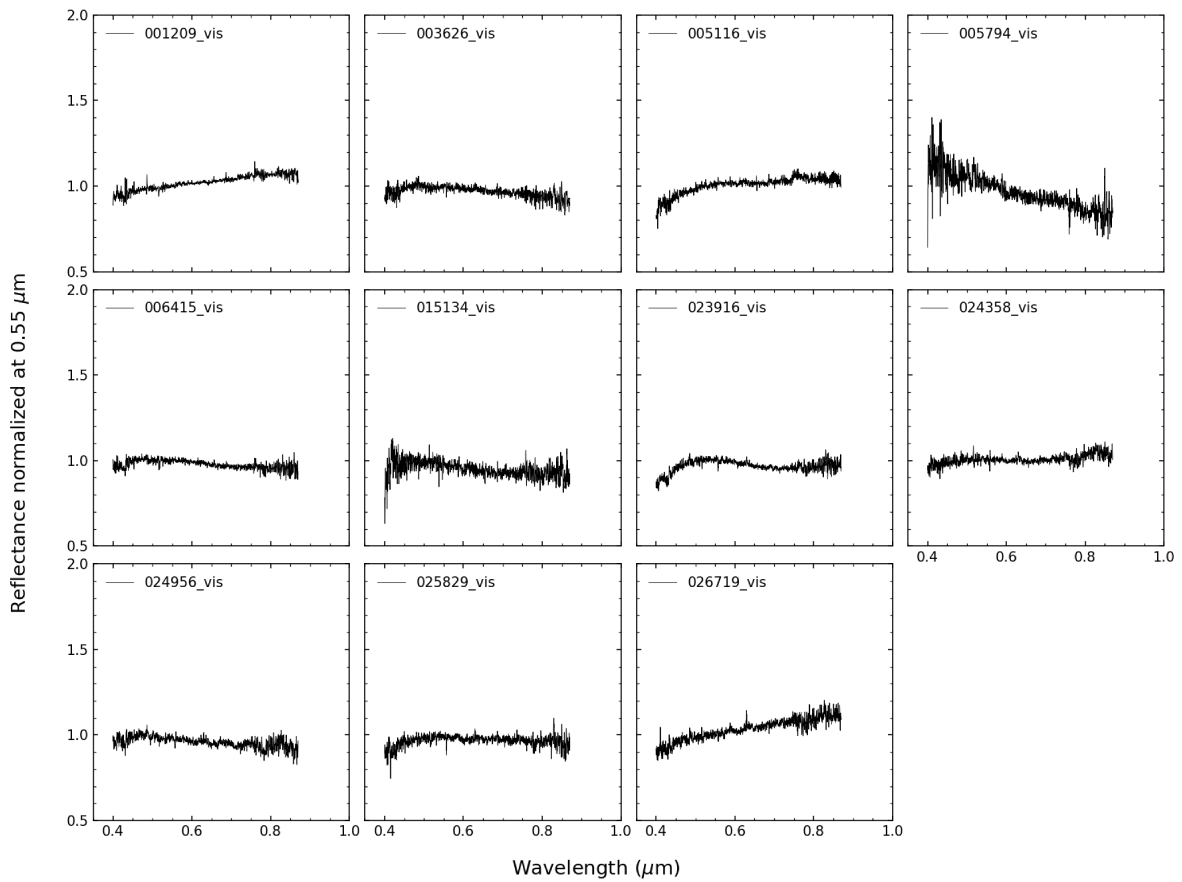 Reflectance normalized at 0.55 μm
2.0
1.5
1.0
0.5
001209_vis
003626_vis
005116_vis
005794_vis
2.0
1.5
1.0
0.5
006415_vis
015134_vis
023916_vis
024358_vis
0.4 0.6 0.8 1.0
2.0
1.5
1.0
0.5
024956_vis
025829_vis
026719_vis
0.4 0.6 0.8 1.0
0.4 0.6 0.8 1.0
0.4 0.6 0.8 1.0
Wavelength (μm)